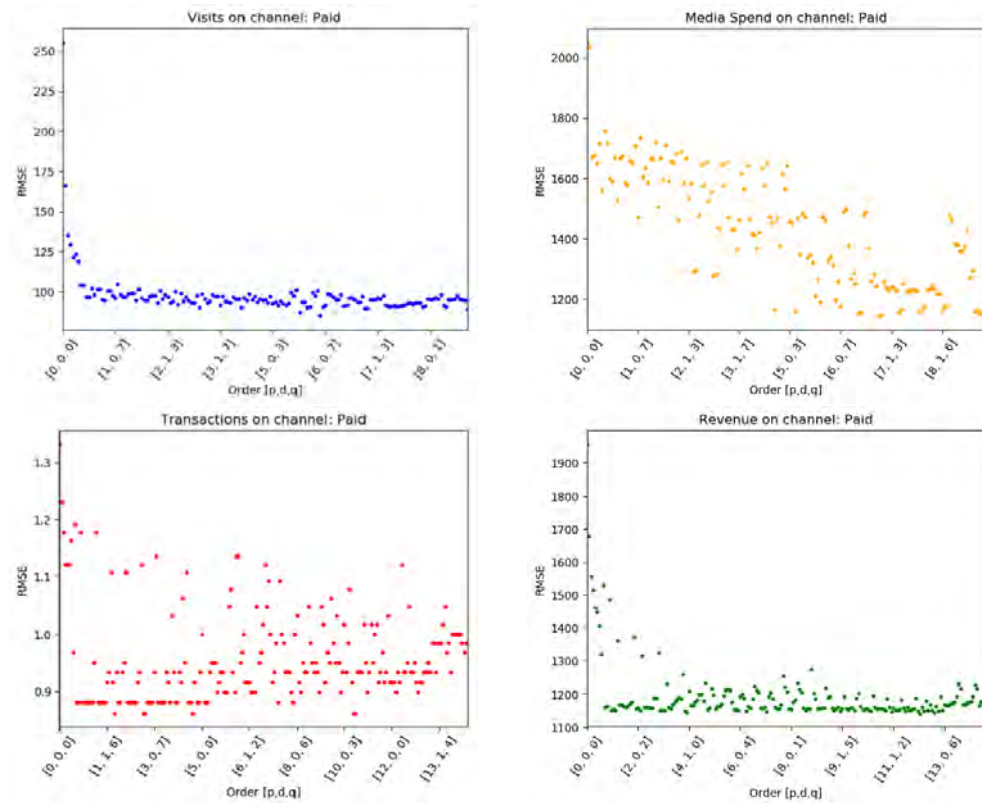 Visits on channel: Paid
250
225
200
175
150
125
100
RMSE
[0, 0, 0]
[1, 0, 7]
[2, 1, 3]
[3, 1, 7]
[5, 0, 3]
[6, 0, 7]
[7, 1, 3]
[8, 0, 1]
Order [p,d,q]
Media Spend on channel: Paid
2000
1800
1600
1400
1200
RMSE
[0, 0, 0]
[1, 0, 7]
[2, 1, 3]
[3, 1, 7]
[5, 0, 3]
[6, 0, 7]
[7, 1, 3]
[8, 1, 6]
Order [p,d,q]
Transactions on channel: Paid
1.3
1.2
1.1
1.0
0.9
RMSE
[0, 0, 0]
[1, 1, 6]
[3, 0, 7]
[5, 0, 0]
[6, 1, 2]
[8, 0, 6]
[10, 0, 3]
[12, 0, 0]
[13, 1, 4]
Order [p,d,q]
Revenue on channel: Paid
1900
1800
1700
1600
1500
1400
1300
1200
1100
RMSE
[0, 0, 0]
[2, 0, 2]
[4, 1, 0]
[6, 0, 4]
[8, 0, 1]
[9, 1, 5]
[11, 1, 2]
[13, 0, 6]
Order [p,d,q]